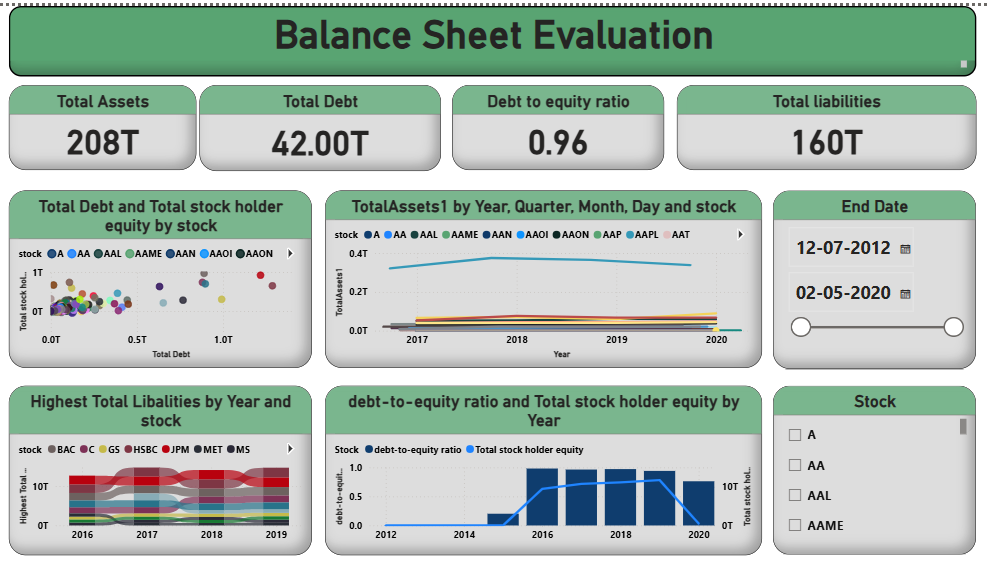 Balance Sheet Evaluation
Total Assets
208T
Total Debt
42.00T
Debt to equity ratio
0.96
Total liabilities
160T
Total Debt and Total stock holder
equity by stock
stock A AA AAL AAME AAN AAOI AAON
Total stock hol...
1T
0T
0.0T 0.5T 1.0T
Total Debt
TotalAssets1 by Year, Quarter, Month, Day and stock
stock A AA AAL AAME AAN AAOI AAON AAP AAPL AAT
TotalAssets1
0.4T
0.2T
0.0T
2017 2018 2019 2020
Year
End Date
12-07-2012
02-05-2020
Highest Total Libalities by Year and
stock
stock BAC C GS HSBC JPM MET MS
Highest Total ...
10T
0T
2016 2017 2018 2019
debt-to-equity ratio and Total stock holder equity by
Year
Stock debt-to-equity ratio Total stock holder equity
debt-to-equit...
1.0
0.5
0.0
10T
0T
Total stock hol...
2012 2014 2016 2018 2020
Stock
A
AA
AAL
AAME